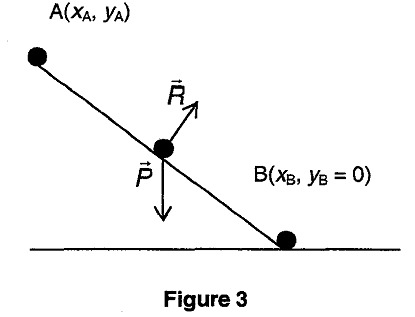 A(xA, yA)
R⃗
P⃗
B(xB, yB = 0)
Figure 3